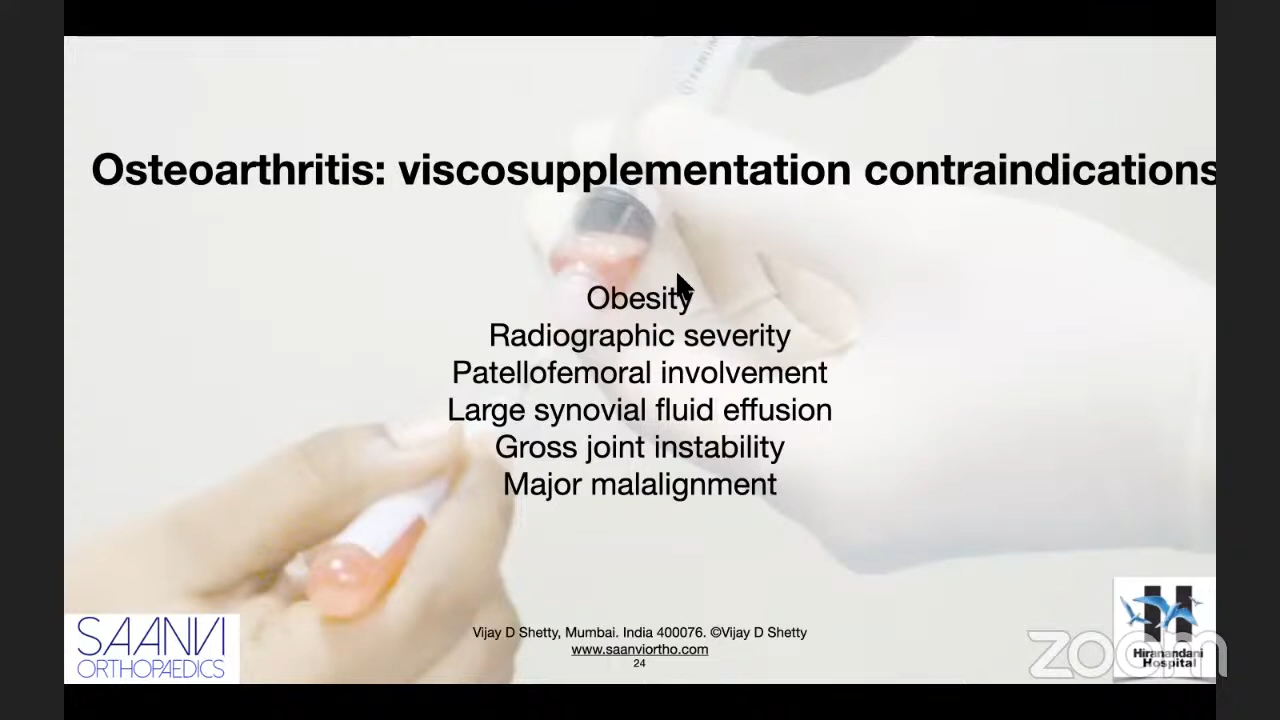 Osteoarthritis: viscosupplementation contraindications
Obesity
Radiographic severity
Patellofemoral involvement
Large synovial fluid effusion
Gross joint instability
Major malalignment
SAANVI
ORTHOPAEDICS
Vijay D Shetty, Mumbai. India 400076. ©Vijay D Shetty
www.saanviortho.com
24
H
Hiranandani
Hospital
zoom